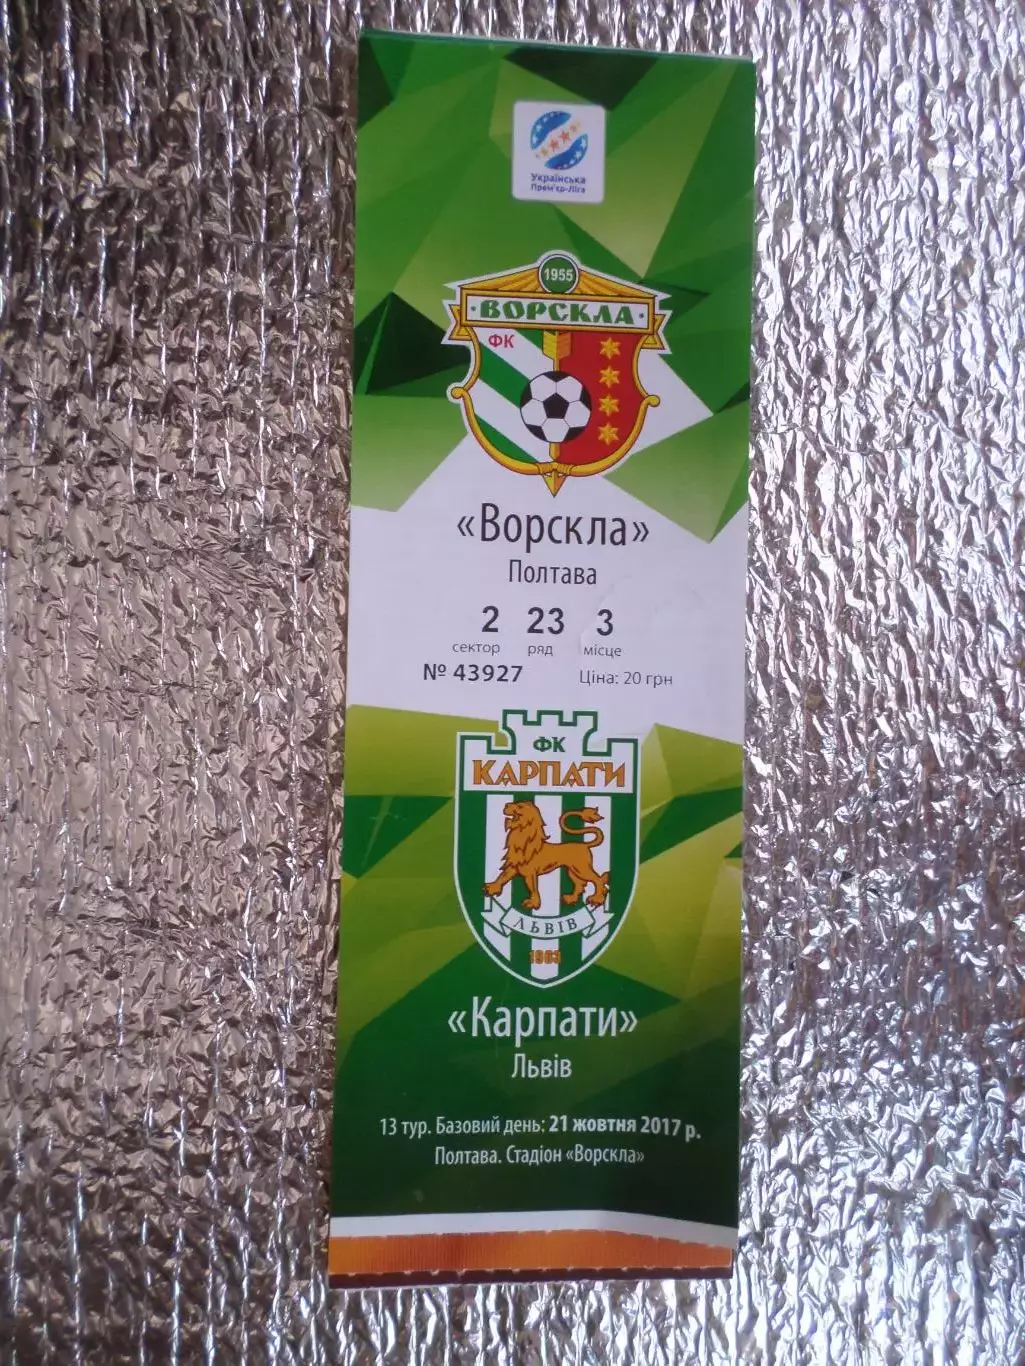 Українська
Прем'єр-Ліга
1955
·ВОРСКЛА·
ФК
«Ворскла»
Полтава
2 23 3
сектор ряд місце
№ 43927 Ціна: 20 грн
ФК
КАРПАТИ
ЛЬВІВ
1963
«Карпати»
Львів
13 тур. Базовий день: 21 жовтня 2017 р.
Полтава. Стадіон «Ворскла»